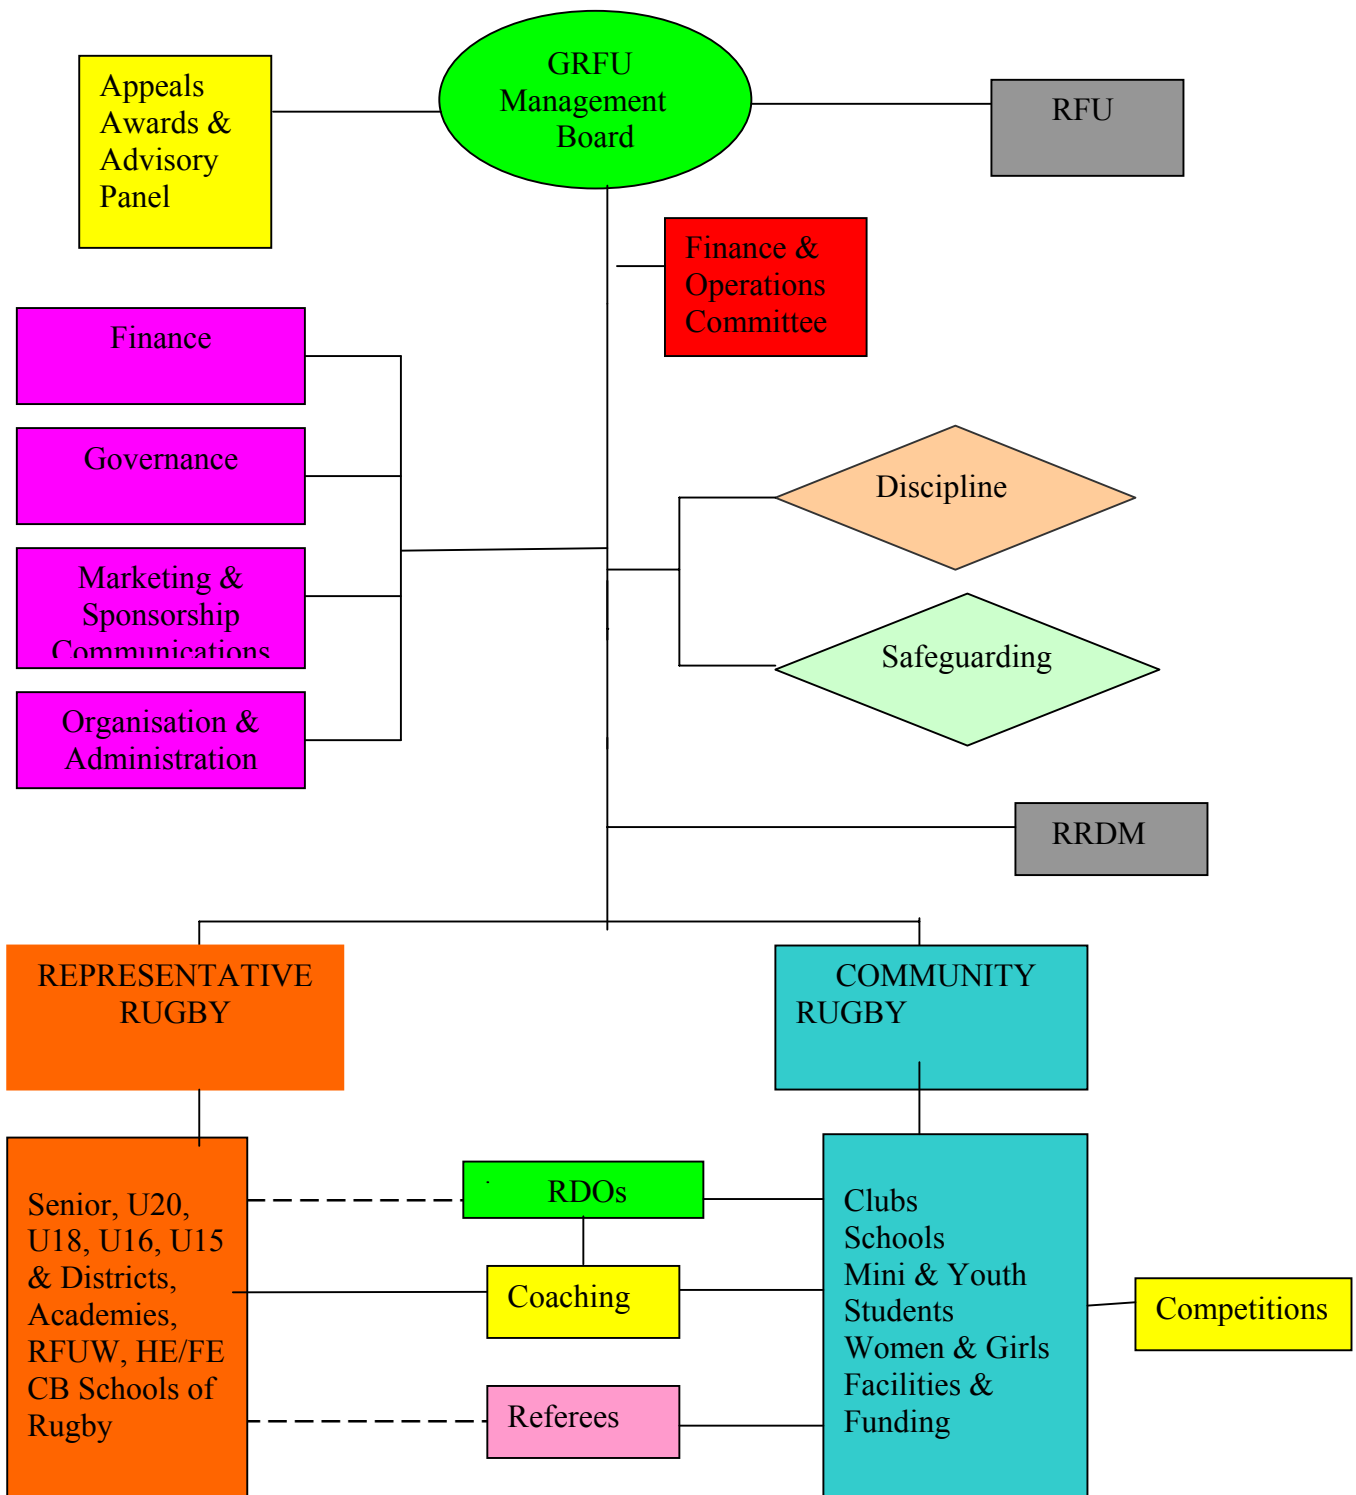 Appeals
Awards &
Advisory
Panel
GRFU
Management
Board
RFU
Finance &
Operations
Committee
Finance
Governance
Marketing &
Sponsorship
Communications
Organisation &
Administration
Discipline
Safeguarding
RRDM
REPRESENTATIVE
RUGBY
COMMUNITY
RUGBY
Senior, U20,
U18, U16, U15
& Districts,
Academies,
RFUW, HE/FE
CB Schools of
Rugby
RDOs
Coaching
Referees
Clubs
Schools
Mini & Youth
Students
Women & Girls
Facilities &
Funding
Competitions